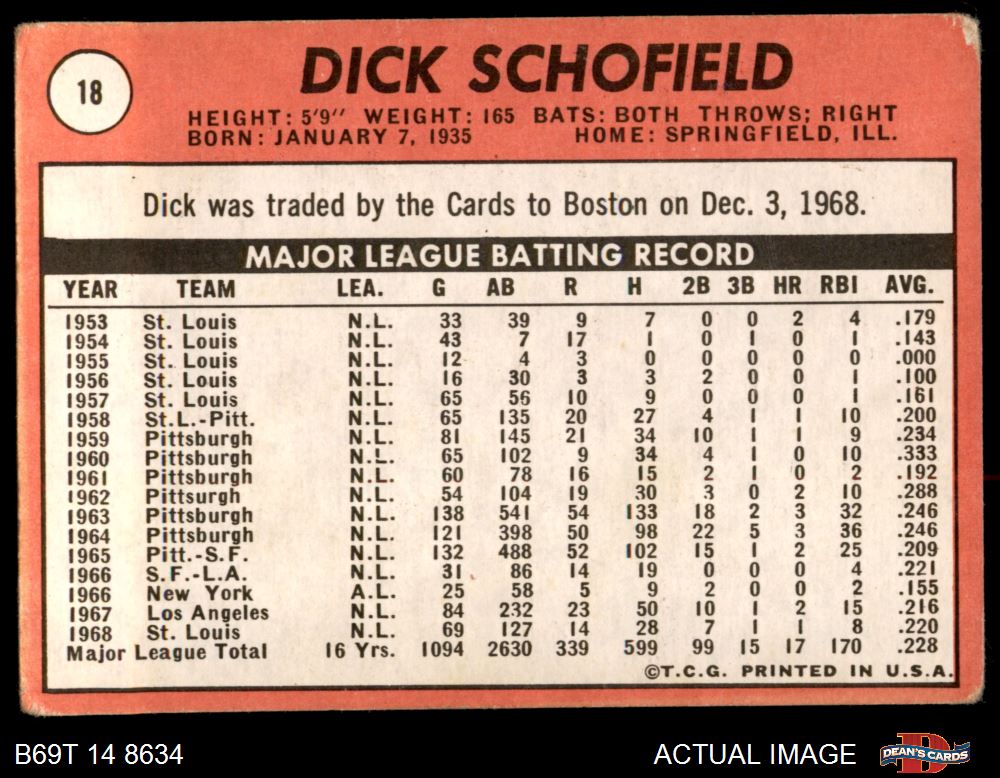 18
DICK SCHOFIELD
HEIGHT: 5'9" WEIGHT: 165 BATS: BOTH THROWS; RIGHT
BORN: JANUARY 7, 1935 HOME: SPRINGFIELD, ILL.
Dick was traded by the Cards to Boston on Dec. 3, 1968.
MAJOR LEAGUE BATTING RECORD
YEAR TEAM LEA. G AB R H 2B 3B HR RBI AVG.
1953 St. Louis N.L. 33 39 9 7 0 0 2 4 .179
1954 St. Louis N.L. 43 7 17 1 0 1 0 1 .143
1955 St. Louis N.L. 12 4 3 0 0 0 0 0 .000
1956 St. Louis N.L. 16 30 3 3 2 0 0 1 .100
1957 St. Louis N.L. 65 56 10 9 0 0 0 1 .161
1958 St.L.-Pitt. N.L. 65 135 20 27 4 1 1 10 .200
1959 Pittsburgh N.L. 81 145 21 34 10 1 1 9 .234
1960 Pittsburgh N.L. 65 102 9 34 4 1 0 10 .333
1961 Pittsburgh N.L. 60 78 16 15 2 1 0 2 .192
1962 Pittsurgh N.L. 54 104 19 30 3 0 2 10 .288
1963 Pittsburgh N.L. 138 541 54 133 18 2 3 32 .246
1964 Pittsburgh N.L. 121 398 50 98 22 5 3 36 .246
1965 Pitt.-S.F. N.L. 132 488 52 102 15 1 2 25 .209
1966 S.F.-L.A. N.L. 31 86 14 19 0 0 0 4 .221
1966 New York A.L. 25 58 5 9 2 0 0 2 .155
1967 Los Angeles N.L. 84 232 23 50 10 1 2 15 .216
1968 St. Louis N.L. 69 127 14 28 7 1 1 8 .220
Major League Total 16 Yrs. 1094 2630 339 599 99 15 17 170 .228
©T.C.G. PRINTED IN U.S.A.
B69T 14 8634 ACTUAL IMAGE DEAN'S CARDS